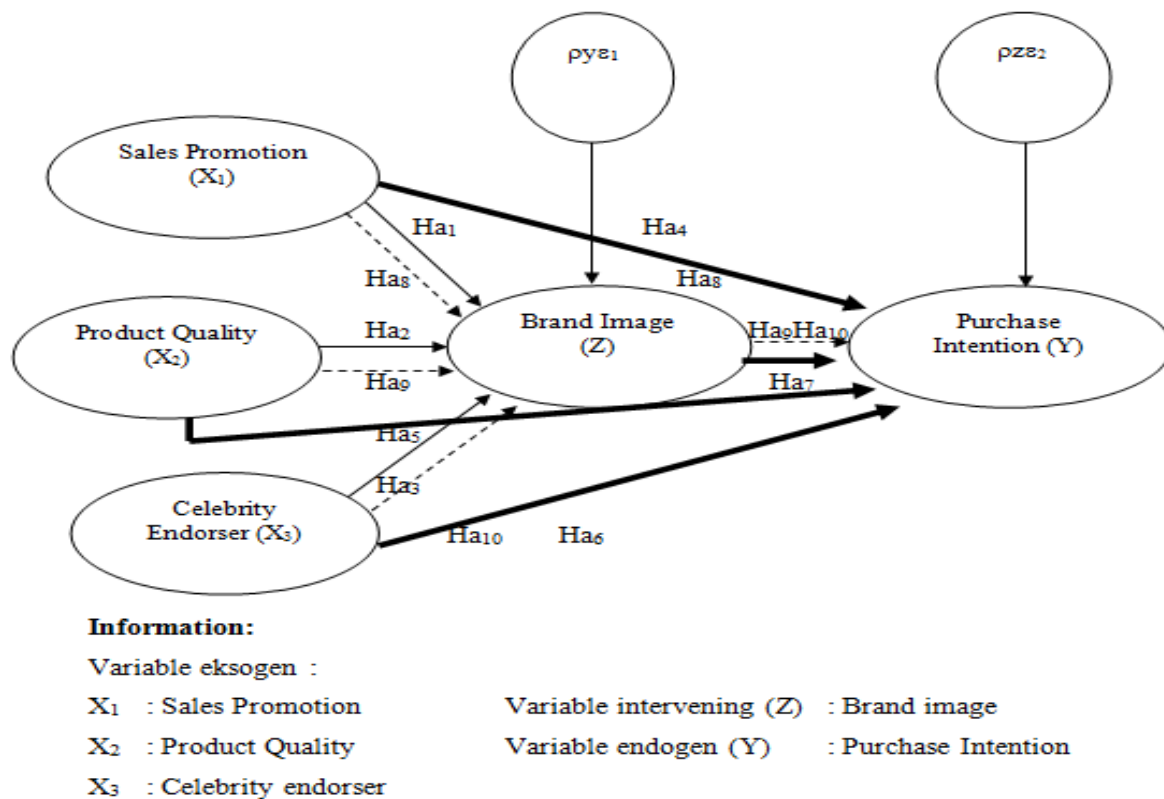 ρyε₁
ρzε₂
Sales Promotion
(X₁)
Ha₁
Ha₄
Ha₈
Ha₈
Product Quality
(X₂)
Ha₂
Brand Image
(Z)
Ha₉Ha₁₀
Purchase
Intention (Y)
Ha₉
Ha₇
Ha₅
Ha₃
Celebrity
Endorser (X₃)
Ha₁₀
Ha₆
Information:
Variable eksogen :
X₁ : Sales Promotion Variable intervening (Z) : Brand image
X₂ : Product Quality Variable endogen (Y) : Purchase Intention
X₃ : Celebrity endorser